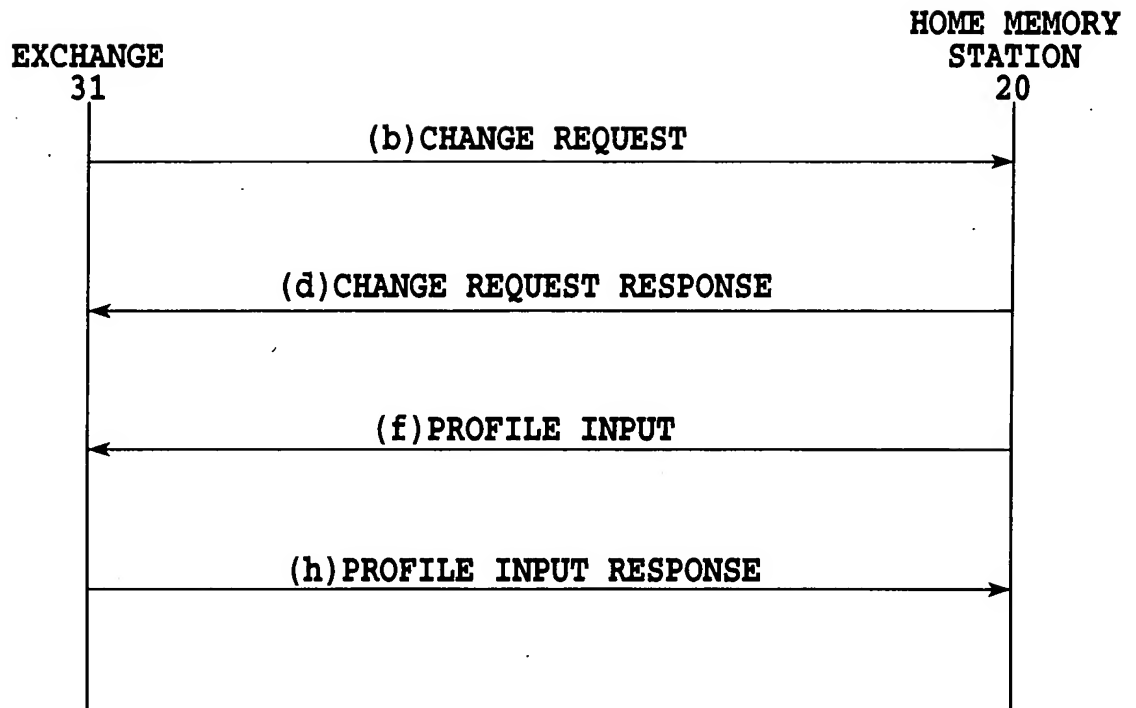 HOME MEMORY
STATION
20
EXCHANGE
31
(b)CHANGE REQUEST
(d)CHANGE REQUEST RESPONSE
(f)PROFILE INPUT
(h)PROFILE INPUT RESPONSE